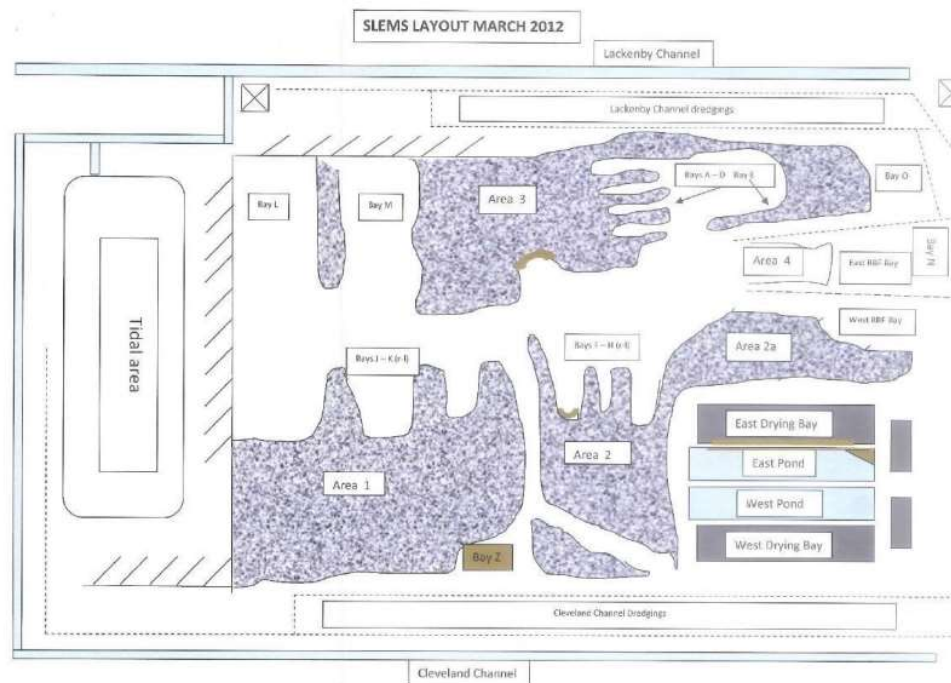 SLEMS LAYOUT MARCH 2012
Lackenby Channel
Lackenby Channel dredgings
Bay L
Bay M
Area 3
Bays A – D Bay E
Bay O
Area 4
East BBF Bay
Bay N
Tidal area
Bays J – K (r-l)
Bays F – H (r-l)
West BBF Bay
Area 2a
East Drying Bay
Area 1
Area 2
East Pond
West Pond
Bay Z
West Drying Bay
Cleveland Channel Dredgings
Cleveland Channel